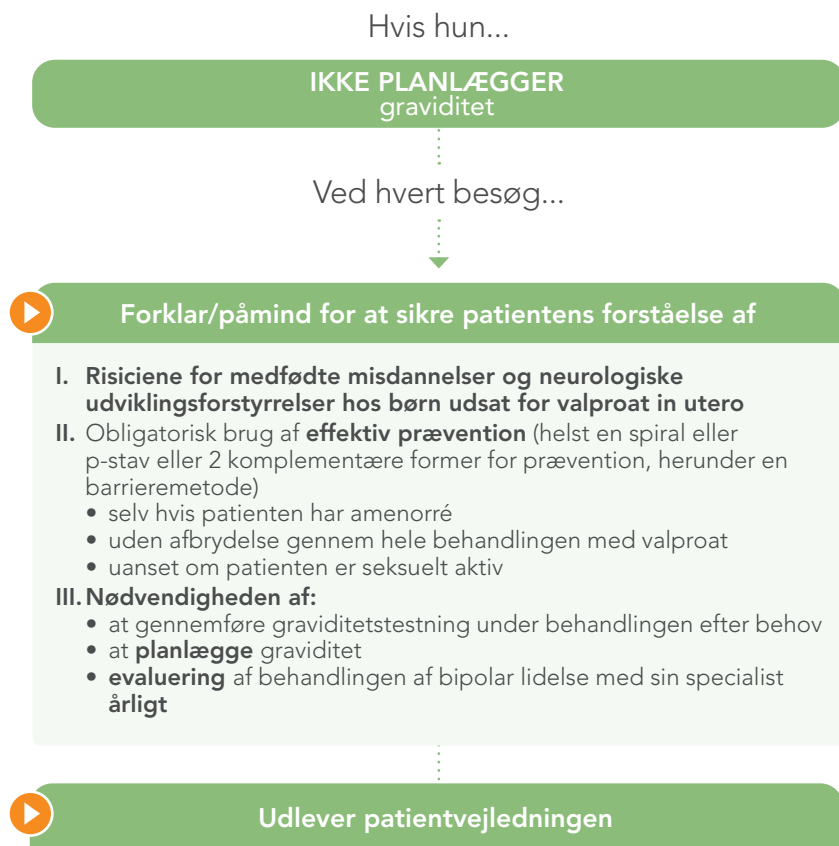 Hvis hun...
IKKE PLANLÆGGER
graviditet
Ved hvert besøg...
Forklar/påmind for at sikre patientens forståelse af
I. Risiciene for medfødte misdannelser og neurologiske
udviklingsforstyrrelser hos børn udsat for valproat in utero
II. Obligatorisk brug af effektiv prævention (helst en spiral eller
p-stav eller 2 komplementære former for prævention, herunder en
barrieremetode)
• selv hvis patienten har amenorré
• uden afbrydelse gennem hele behandlingen med valproat
• uanset om patienten er seksuelt aktiv
III. Nødvendigheden af:
• at gennemføre graviditetstestning under behandlingen efter behov
• at planlægge graviditet
• evaluering af behandlingen af bipolar lidelse med sin specialist
årligt
Udlever patientvejledningen